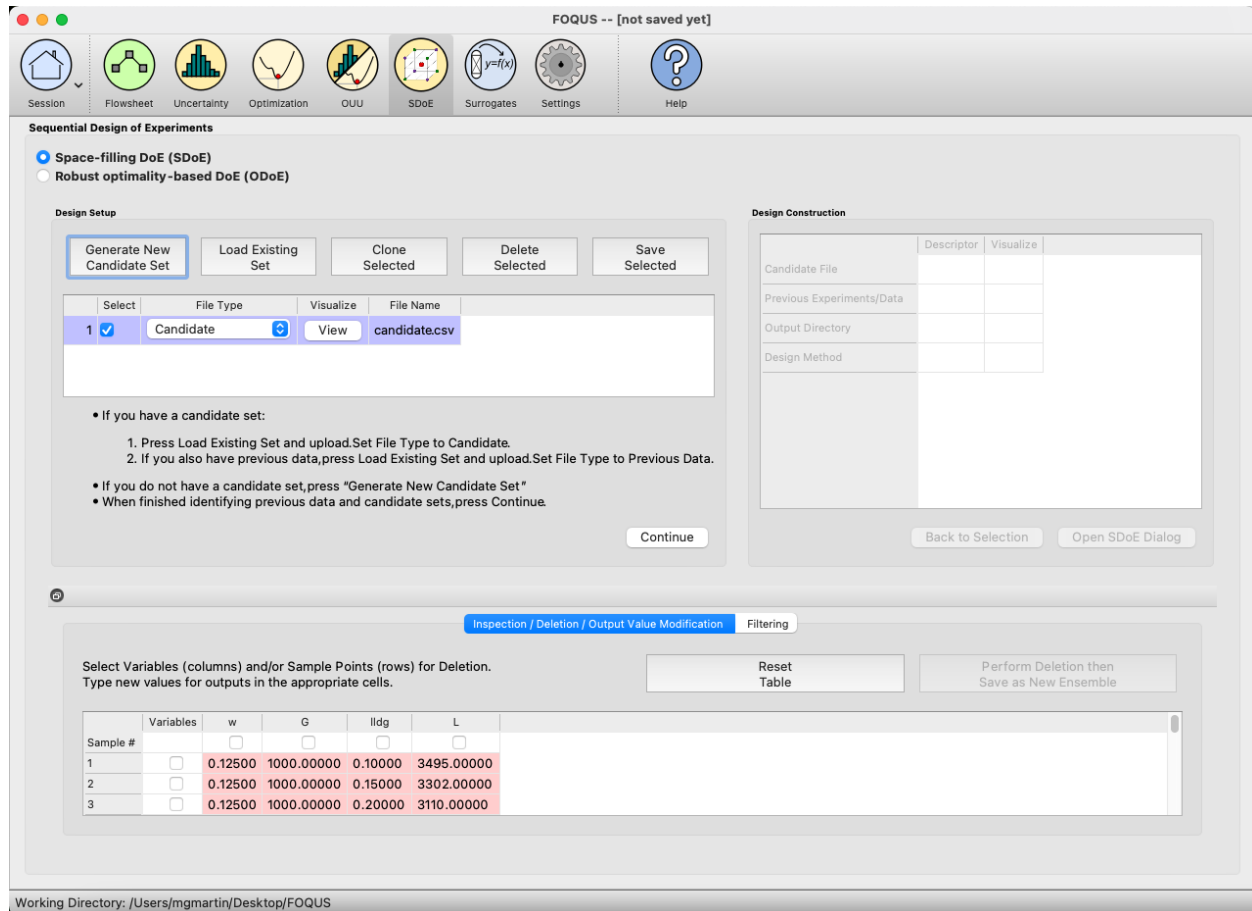 FOQUS -- [not saved yet]
Session
Flowsheet
Uncertainty
Optimization
OUU
SDoE
y=f(x)
Surrogates
Settings
Help
Sequential Design of Experiments
Space-filling DoE (SDoE)
Robust optimality-based DoE (ODoE)
Design Setup
Generate New
Candidate Set
Load Existing
Set
Clone
Selected
Delete
Selected
Save
Selected
Select File Type Visualize File Name
1 Candidate View candidate.csv
• If you have a candidate set:
1. Press Load Existing Set and upload.Set File Type to Candidate.
2. If you also have previous data,press Load Existing Set and upload.Set File Type to Previous Data.
• If you do not have a candidate set,press "Generate New Candidate Set"
• When finished identifying previous data and candidate sets,press Continue.
Continue
Design Construction
Descriptor Visualize
Candidate File
Previous Experiments/Data
Output Directory
Design Method
Back to Selection
Open SDoE Dialog
Inspection / Deletion / Output Value Modification
Filtering
Select Variables (columns) and/or Sample Points (rows) for Deletion.
Type new values for outputs in the appropriate cells.
Reset
Table
Perform Deletion then
Save as New Ensemble
Variables w G lldg L
Sample #
1 0.12500 1000.00000 0.10000 3495.00000
2 0.12500 1000.00000 0.15000 3302.00000
3 0.12500 1000.00000 0.20000 3110.00000
Working Directory: /Users/mgmartin/Desktop/FOQUS